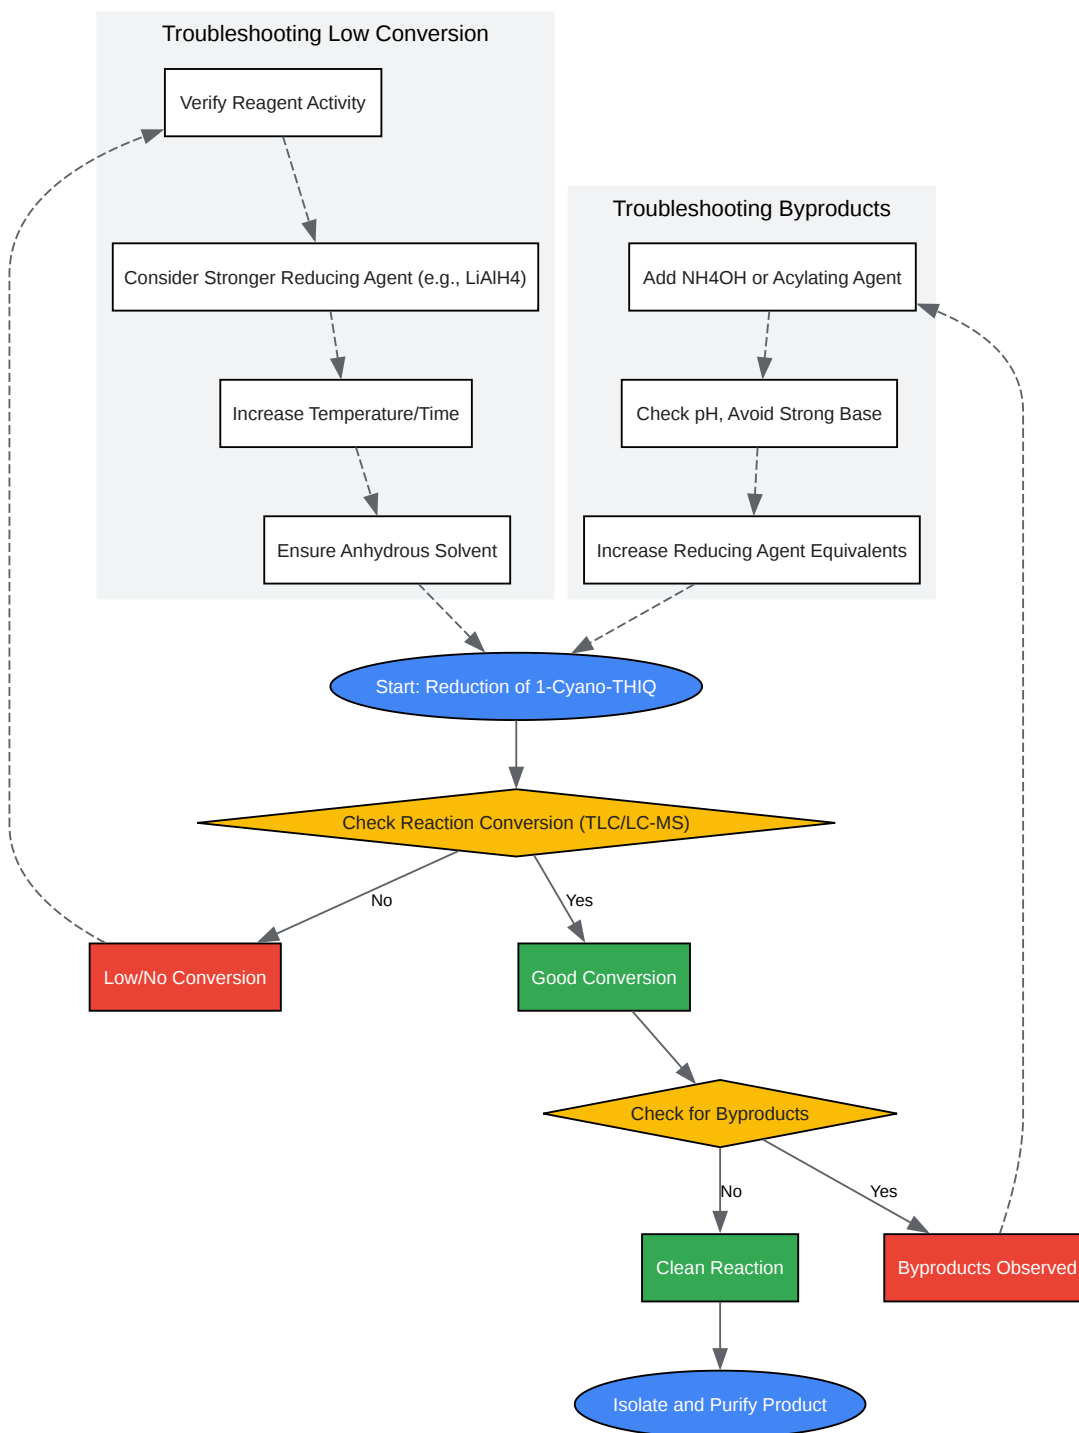 Troubleshooting Low Conversion
Verify Reagent Activity
Troubleshooting Byproducts
Consider Stronger Reducing Agent (e.g., LiAlH4)
Add NH4OH or Acylating Agent
Increase Temperature/Time
Check pH, Avoid Strong Base
Ensure Anhydrous Solvent
Increase Reducing Agent Equivalents
Start: Reduction of 1-Cyano-THIQ
Check Reaction Conversion (TLC/LC-MS)
No
Yes
Low/No Conversion
Good Conversion
Check for Byproducts
No
Yes
Clean Reaction
Byproducts Observed
Isolate and Purify Product